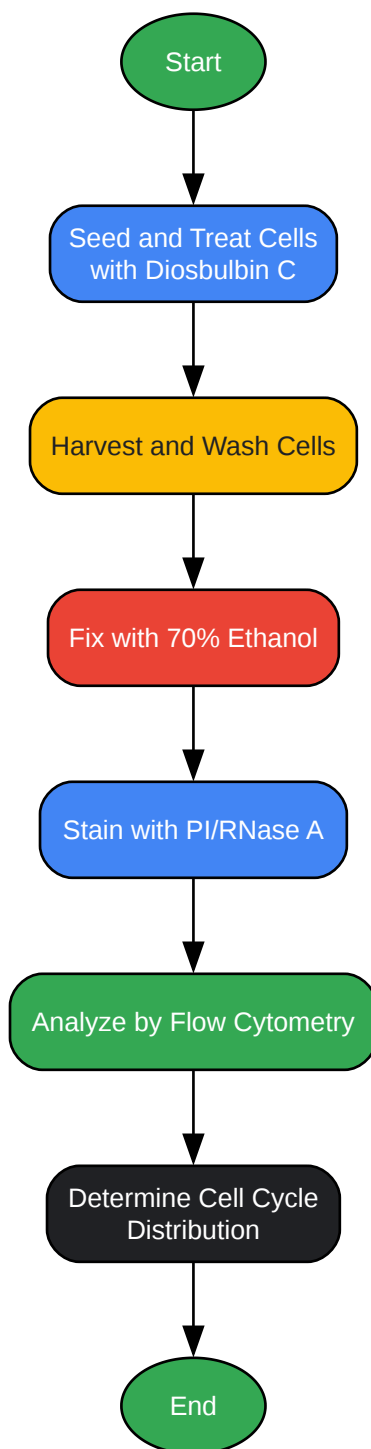 Start
Seed and Treat Cells
with Diosbulbin C
Harvest and Wash Cells
Fix with 70% Ethanol
Stain with PI/RNase A
Analyze by Flow Cytometry
Determine Cell Cycle
Distribution
End